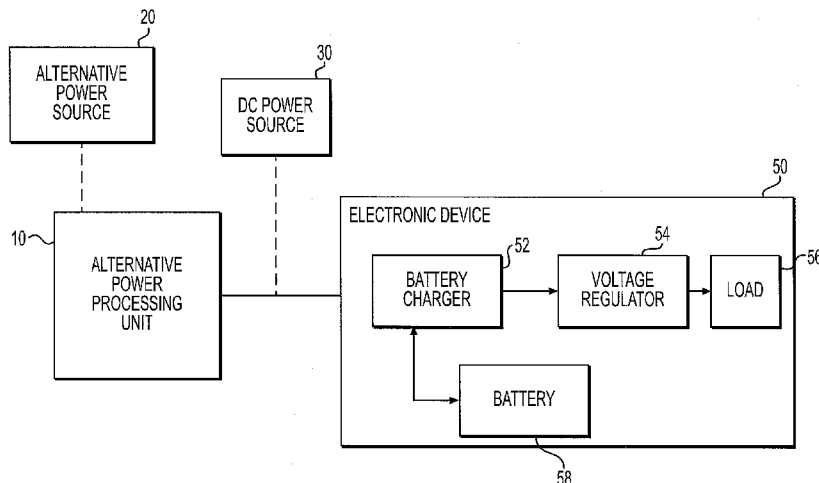 20
ALTERNATIVE
POWER
SOURCE
30
DC POWER
SOURCE
50
ELECTRONIC DEVICE
10
ALTERNATIVE
POWER
PROCESSING
UNIT
52
BATTERY
CHARGER
54
VOLTAGE
REGULATOR
56
LOAD
BATTERY
58